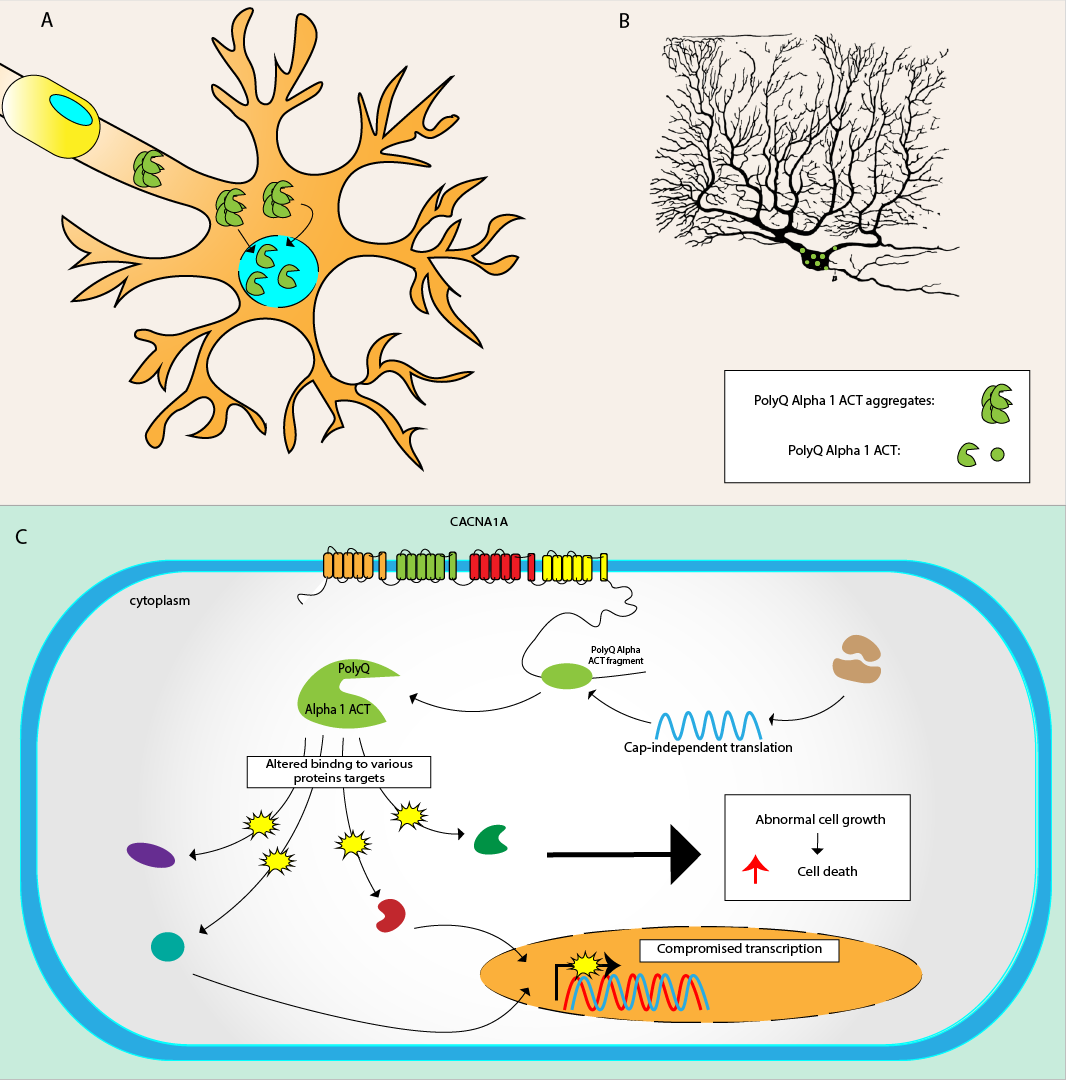 A
B
PolyQ Alpha 1 ACT aggregates:
PolyQ Alpha 1 ACT:
C
CACNA1A
cytoplasm
PolyQ Alpha
ACT fragment
PolyQ
Alpha 1 ACT
Cap-independent translation
Altered bindng to various
proteins targets
Abnormal cell growth
Cell death
Compromised transcription